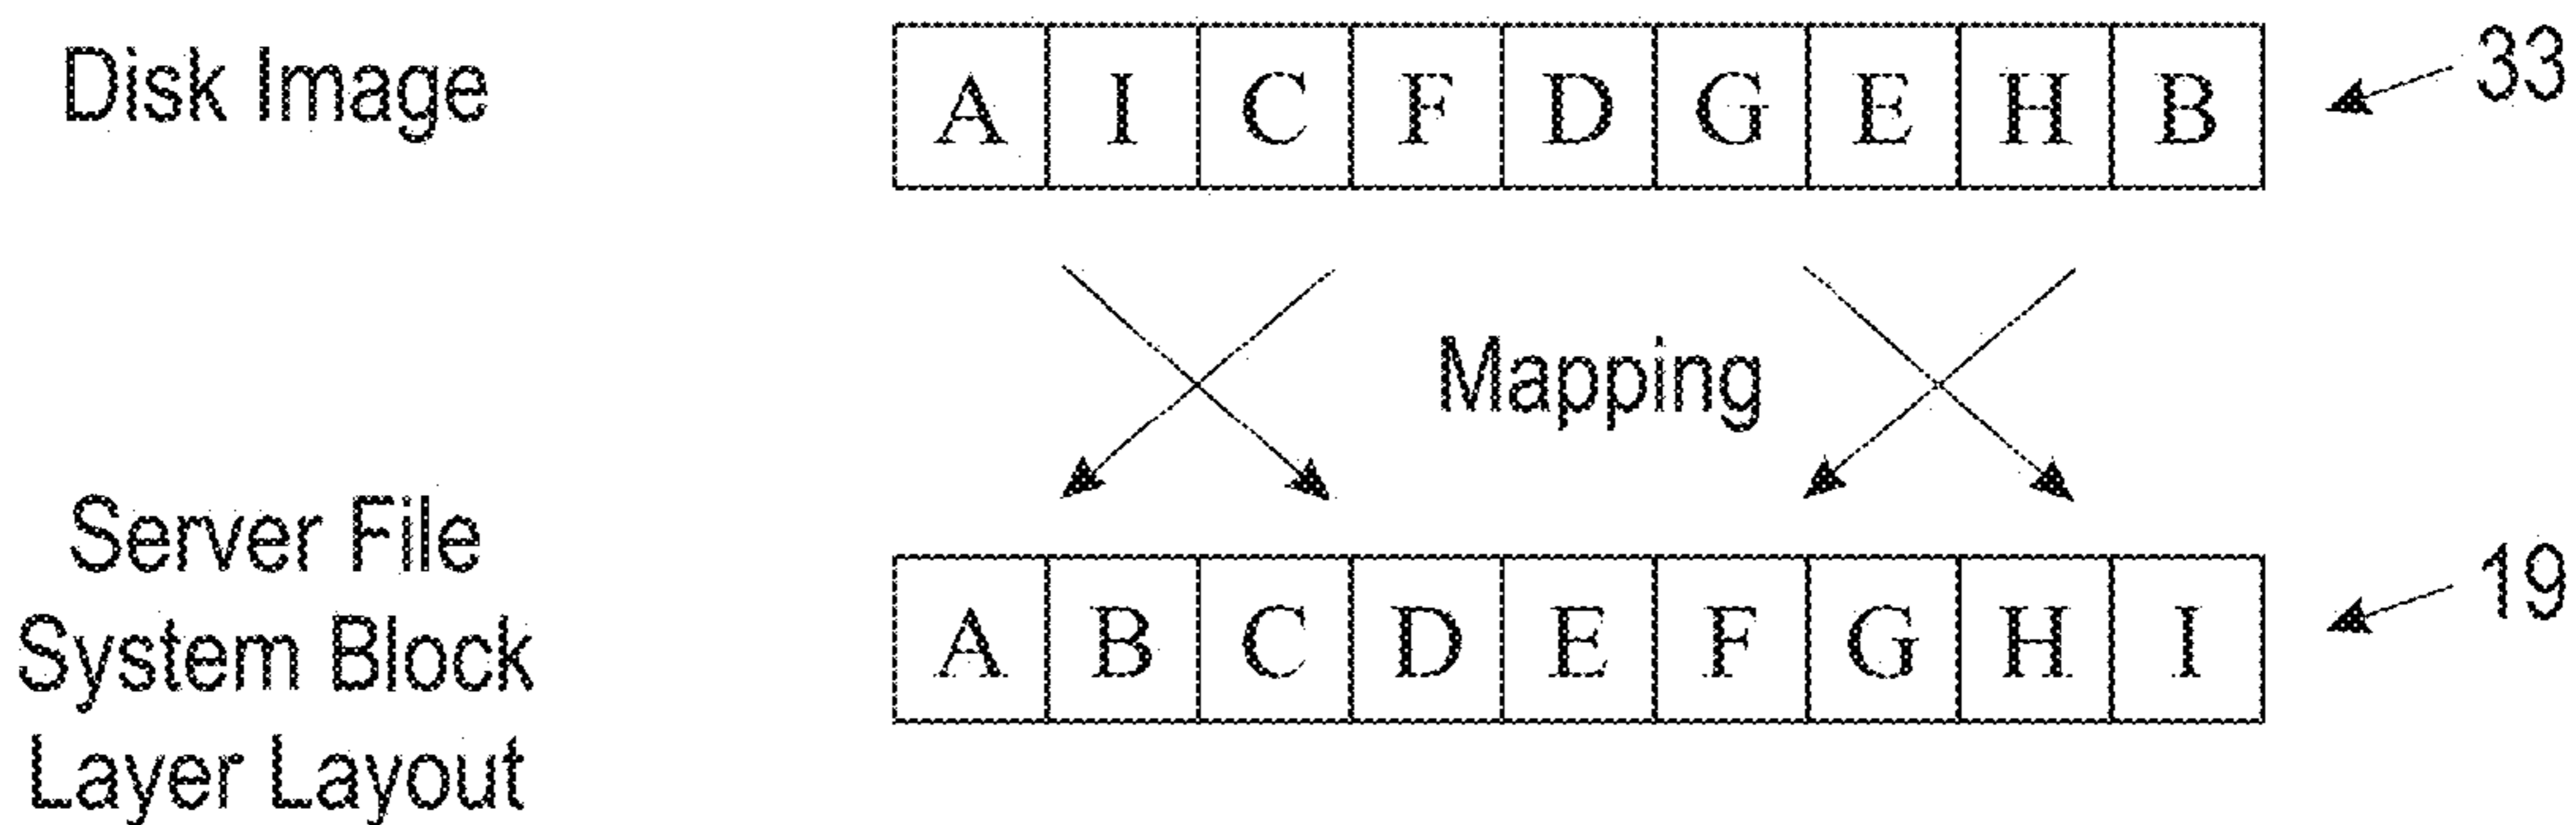 Disk Image
A I C F D G E H B
33
Mapping
Server File
System Block
Layer Layout
A B C D E F G H I
19